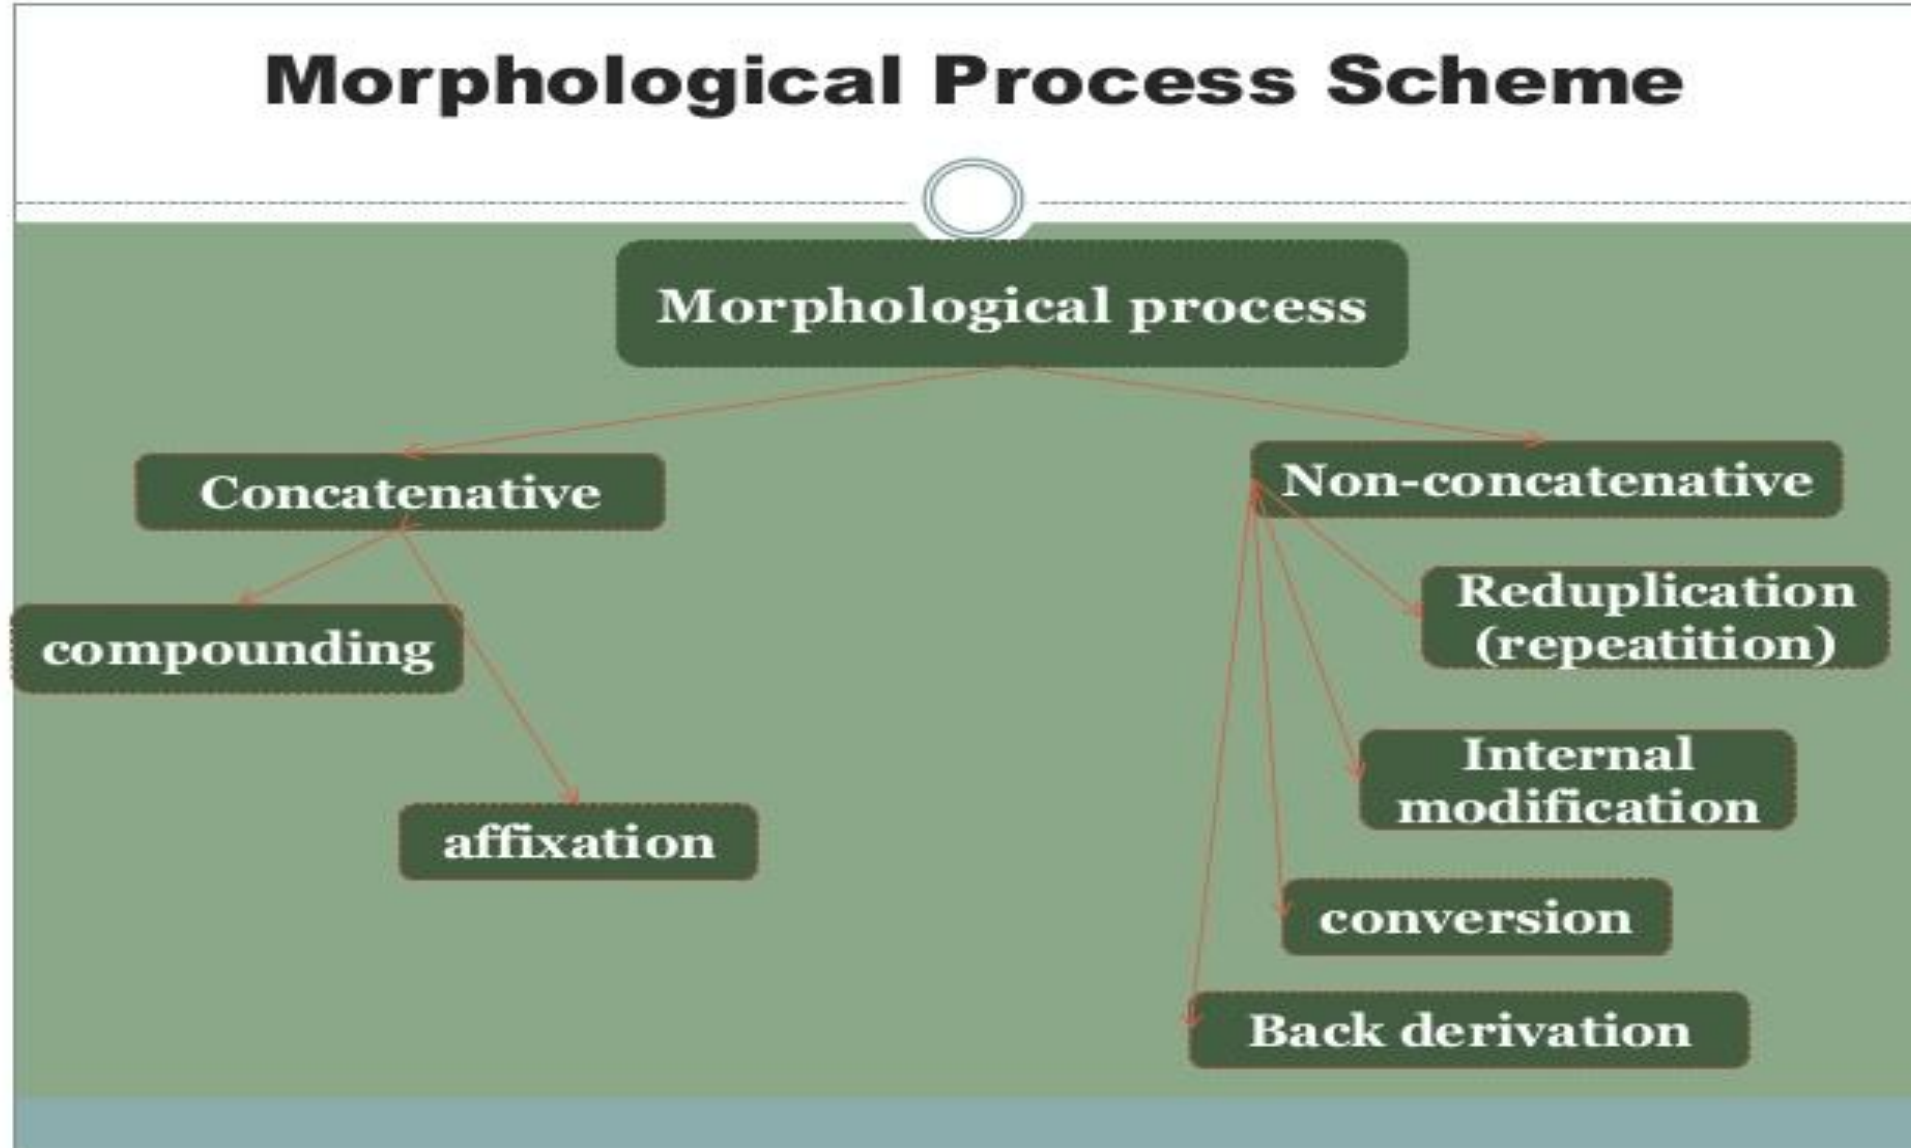 Morphological Process Scheme
Morphological process
Concatenative
Non-concatenative
compounding
affixation
Reduplication
(repeatition)
Internal
modification
conversion
Back derivation